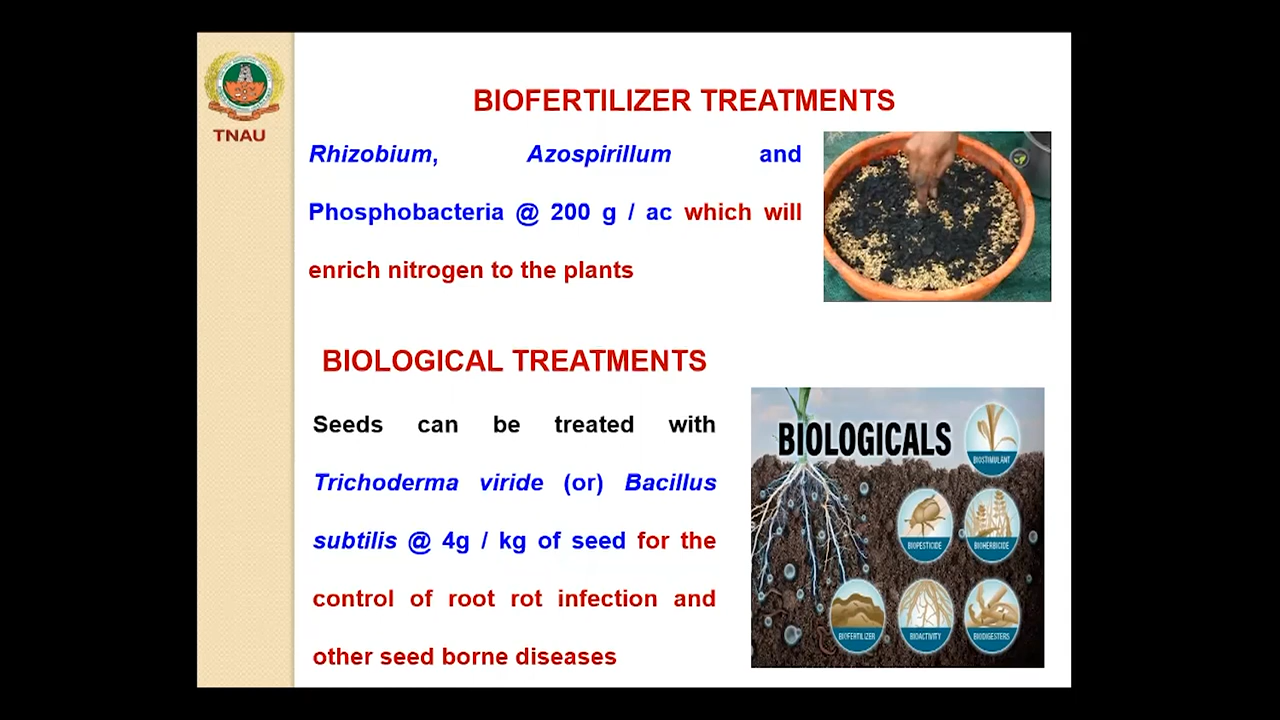 TNAU
BIOFERTILIZER TREATMENTS
Rhizobium, Azospirillum and
Phosphobacteria @ 200 g / ac which will
enrich nitrogen to the plants
BIOLOGICAL TREATMENTS
Seeds can be treated with
Trichoderma viride (or) Bacillus
subtilis @ 4g / kg of seed for the
control of root rot infection and
other seed borne diseases
BIOLOGICALS
BIOSTIMULANT
BIOPESTICIDE
BIOHERBICIDE
BIOFERTILIZER
BIOACTIVITY
BIODIGESTERS